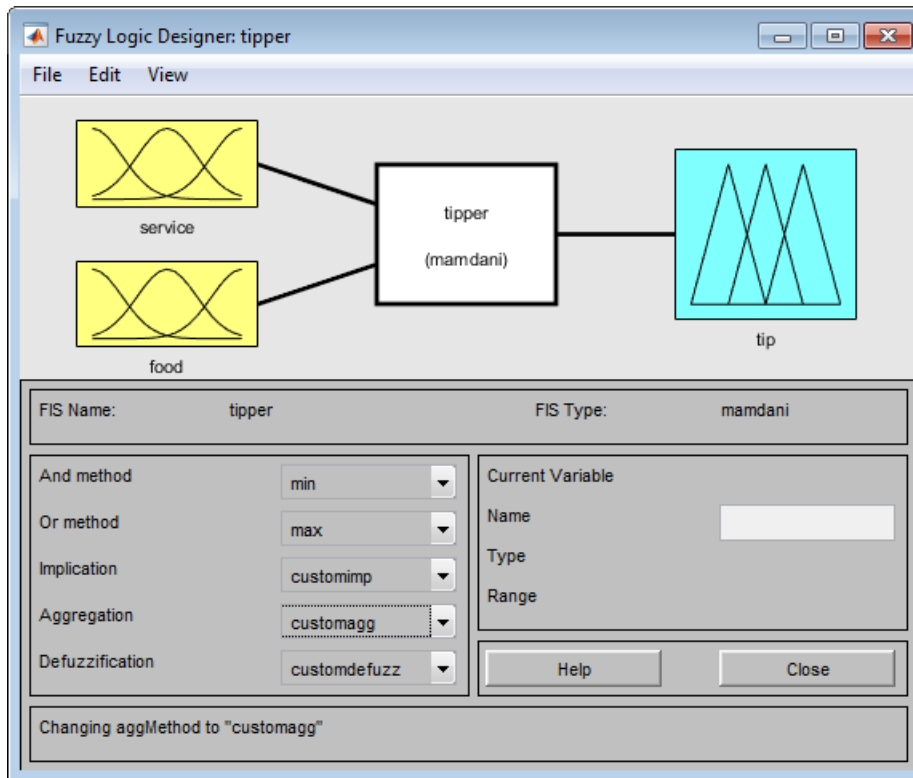 Fuzzy Logic Designer: tipper
File Edit View
service
food
tipper
(mamdani)
tip
FIS Name: tipper FIS Type: mamdani
And method min
Or method max
Implication customimp
Aggregation customagg
Defuzzification customdefuzz
Current Variable
Name
Type
Range
Help Close
Changing aggMethod to "customagg"